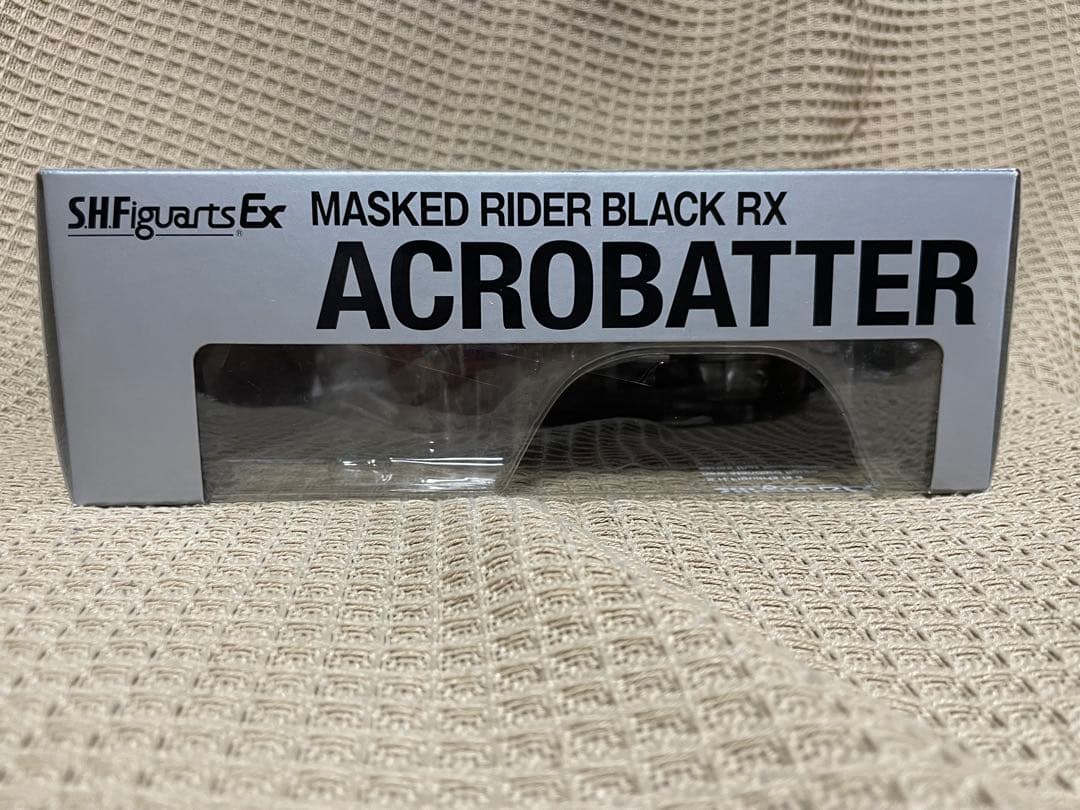 S.H.Figuarts Ex MASKED RIDER BLACK RX
®
ACROBATTER